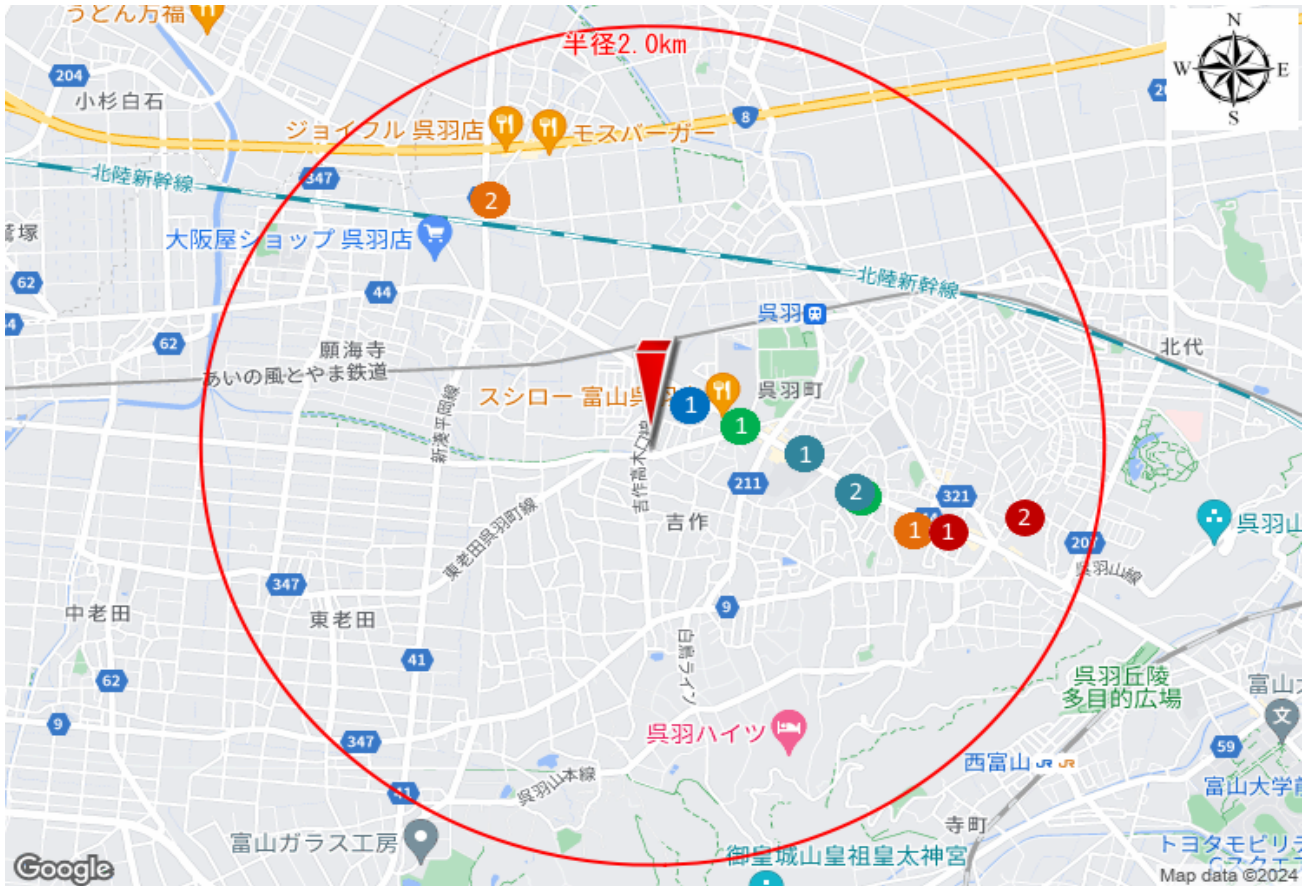 うどん万福
半径2.0km
N
W
E
S
204
小杉白石
ジョイフル 呉羽店
モスバーガー
8
347
北陸新幹線
2
大阪屋ショップ 呉羽店
62
44
北陸新幹線
呉羽
62
願海寺
あいの風とやま鉄道
北代
スシロー 富山呉羽
呉羽町
1
1
新湊平岡線
吉作高木口線
1
211
2
321
吉作
東老田呉羽町線
1
1
2
呉羽山
207
呉羽山線
347
中老田
東老田
9
白鳥ライン
41
62
呉羽丘陵
多目的広場
9
347
呉羽ハイツ
59
西富山
JR
JR
富山大学前
41
呉羽山本線
寺町
富山ガラス工房
御皇城山皇祖皇太神宮
トヨタモビリテ
Google
Map data ©2024